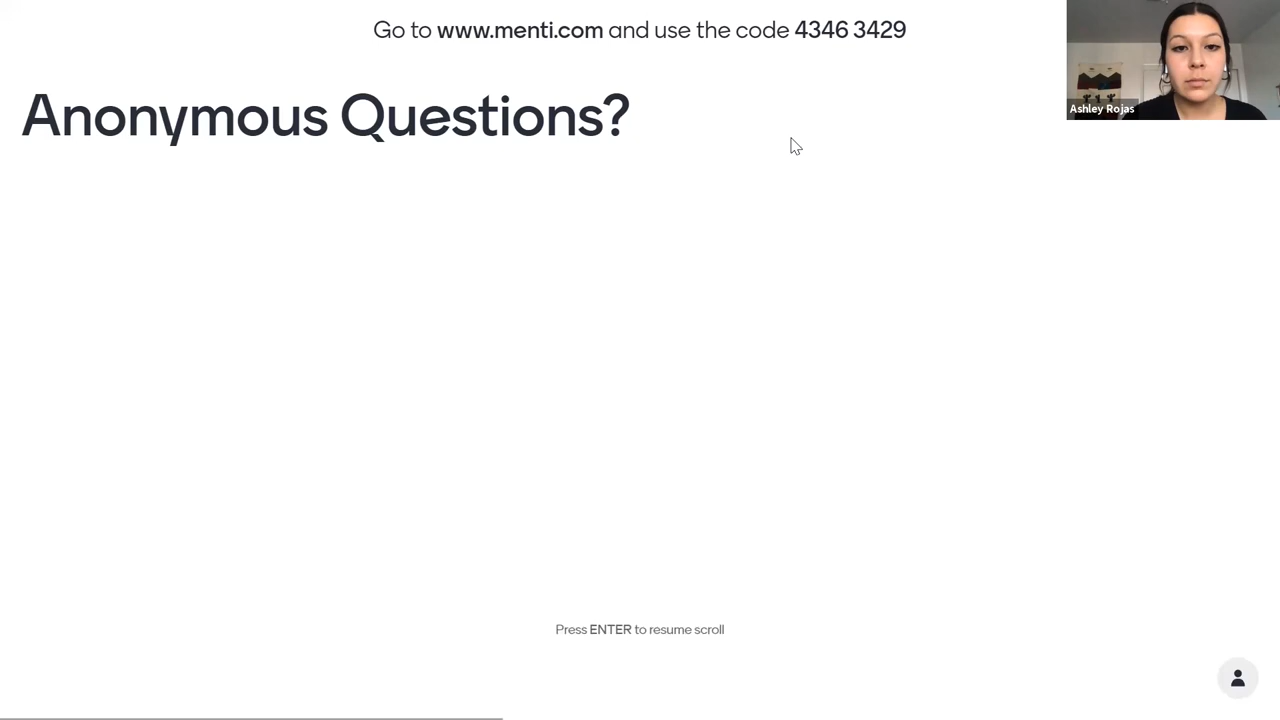 Go to www.menti.com and use the code 4346 3429
Ashley Rojas
Anonymous Questions?
Press ENTER to resume scroll